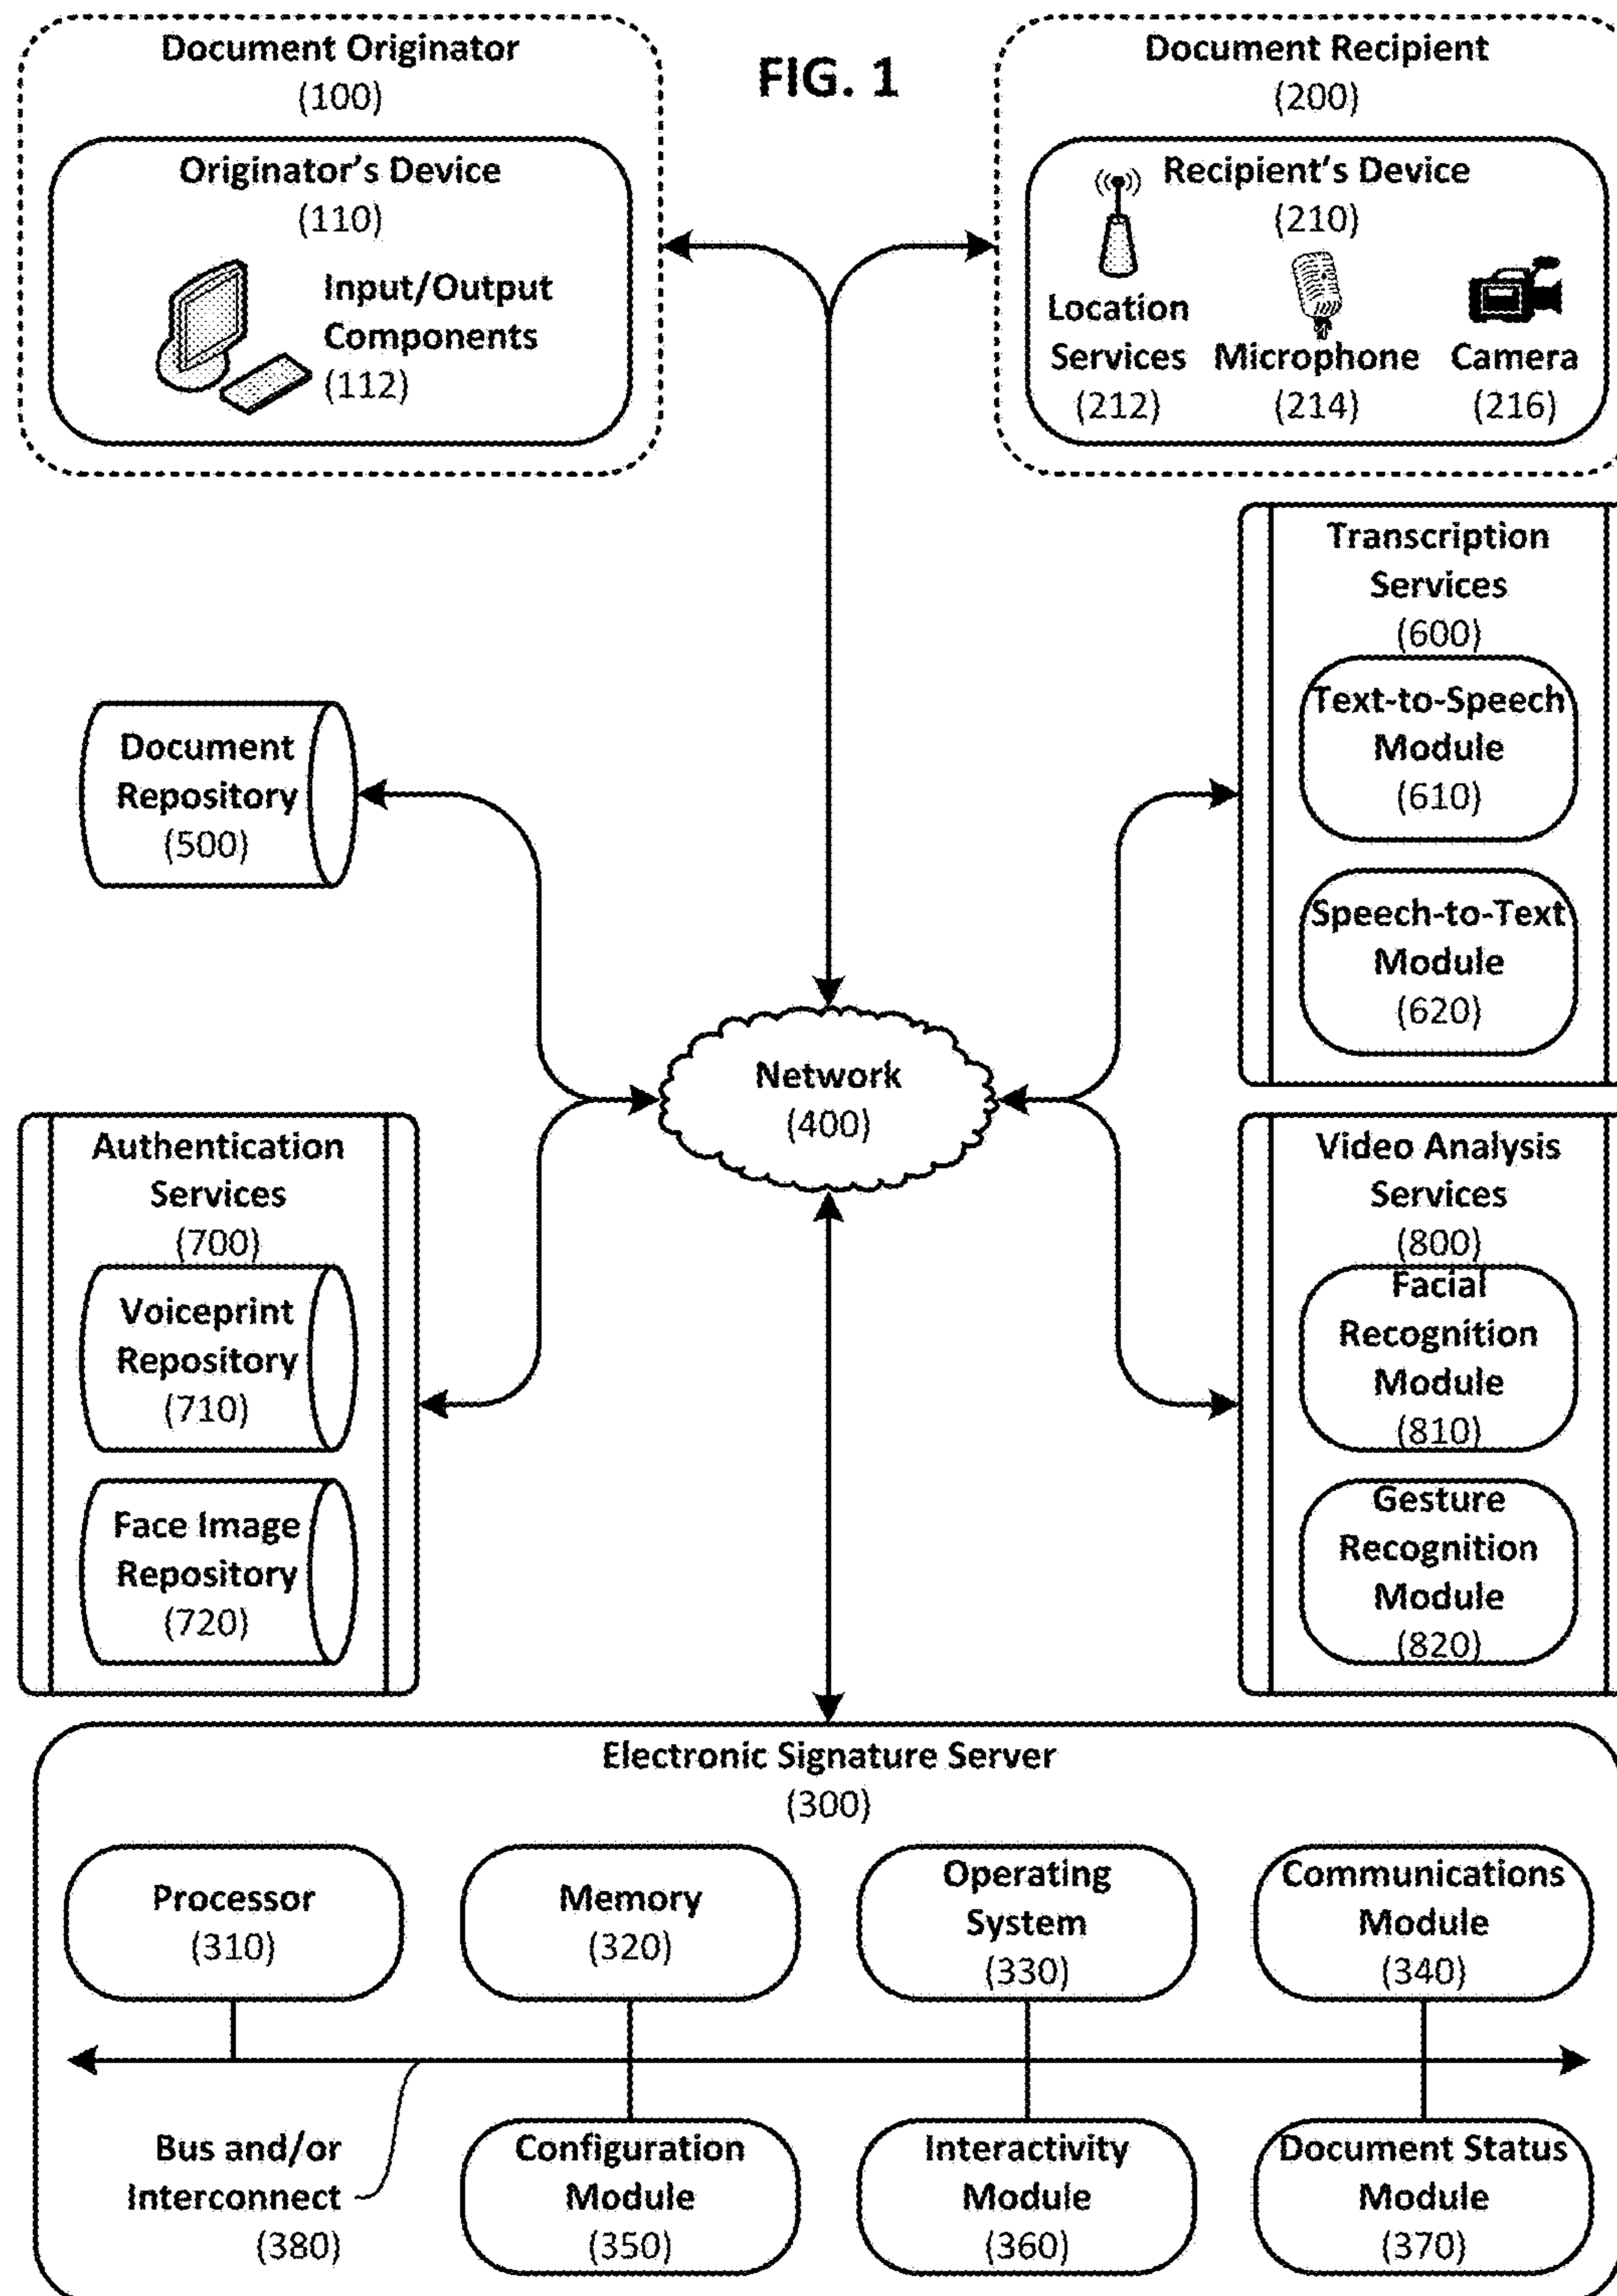 Document Originator
(100)
Originator's Device
(110)
Input/Output
Components
(112)
FIG. 1
Document Recipient
(200)
Recipient's Device
(210)
Location
Services
(212)
Microphone
(214)
Camera
(216)
Transcription
Services
(600)
Text-to-Speech
Module
(610)
Speech-to-Text
Module
(620)
Document
Repository
(500)
Network
(400)
Authentication
Services
(700)
Voiceprint
Repository
(710)
Face Image
Repository
(720)
Video Analysis
Services
(800)
Facial
Recognition
Module
(810)
Gesture
Recognition
Module
(820)
Electronic Signature Server
(300)
Processor
(310)
Memory
(320)
Operating
System
(330)
Communications
Module
(340)
Bus and/or
Interconnect
(380)
Configuration
Module
(350)
Interactivity
Module
(360)
Document Status
Module
(370)